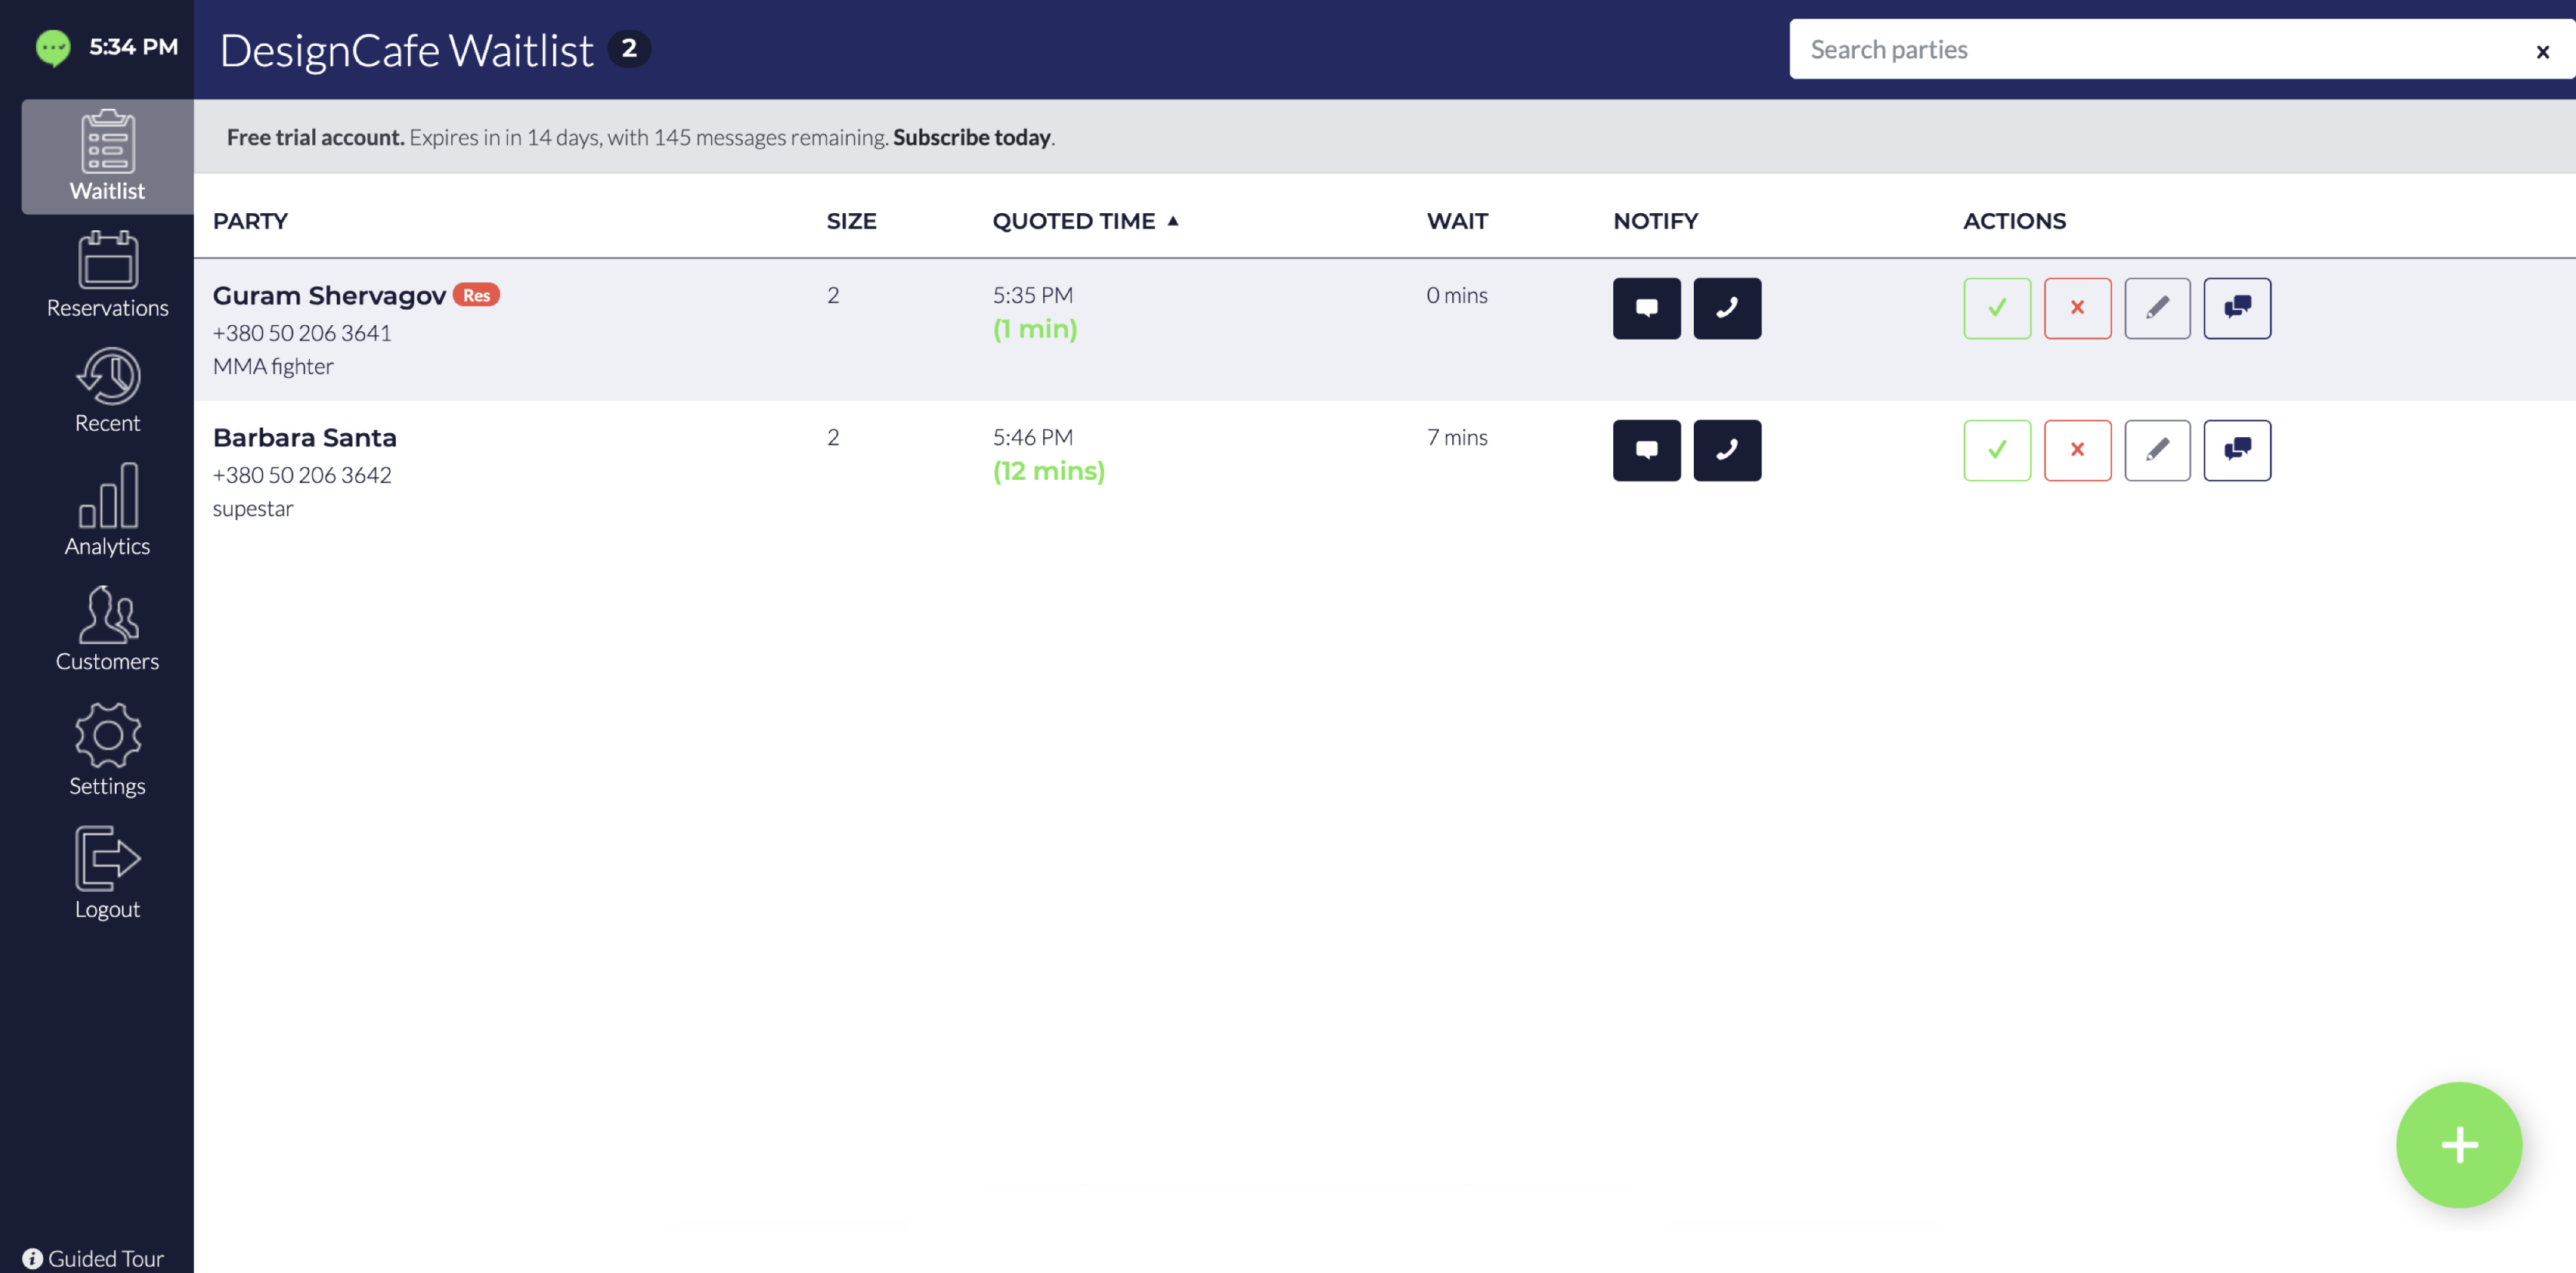 5:34 PM
DesignCafe Waitlist 2
Search parties
Waitlist
Reservations
Recent
Analytics
Customers
Settings
Logout
Guided Tour
Free trial account. Expires in in 14 days, with 145 messages remaining. Subscribe today.
PARTY SIZE QUOTED TIME ▲ WAIT NOTIFY ACTIONS
Guram Shervagov Res 2 5:35 PM 0 mins
+380 50 206 3641 (1 min)
MMA fighter
Barbara Santa 2 5:46 PM 7 mins
+380 50 206 3642 (12 mins)
supestar